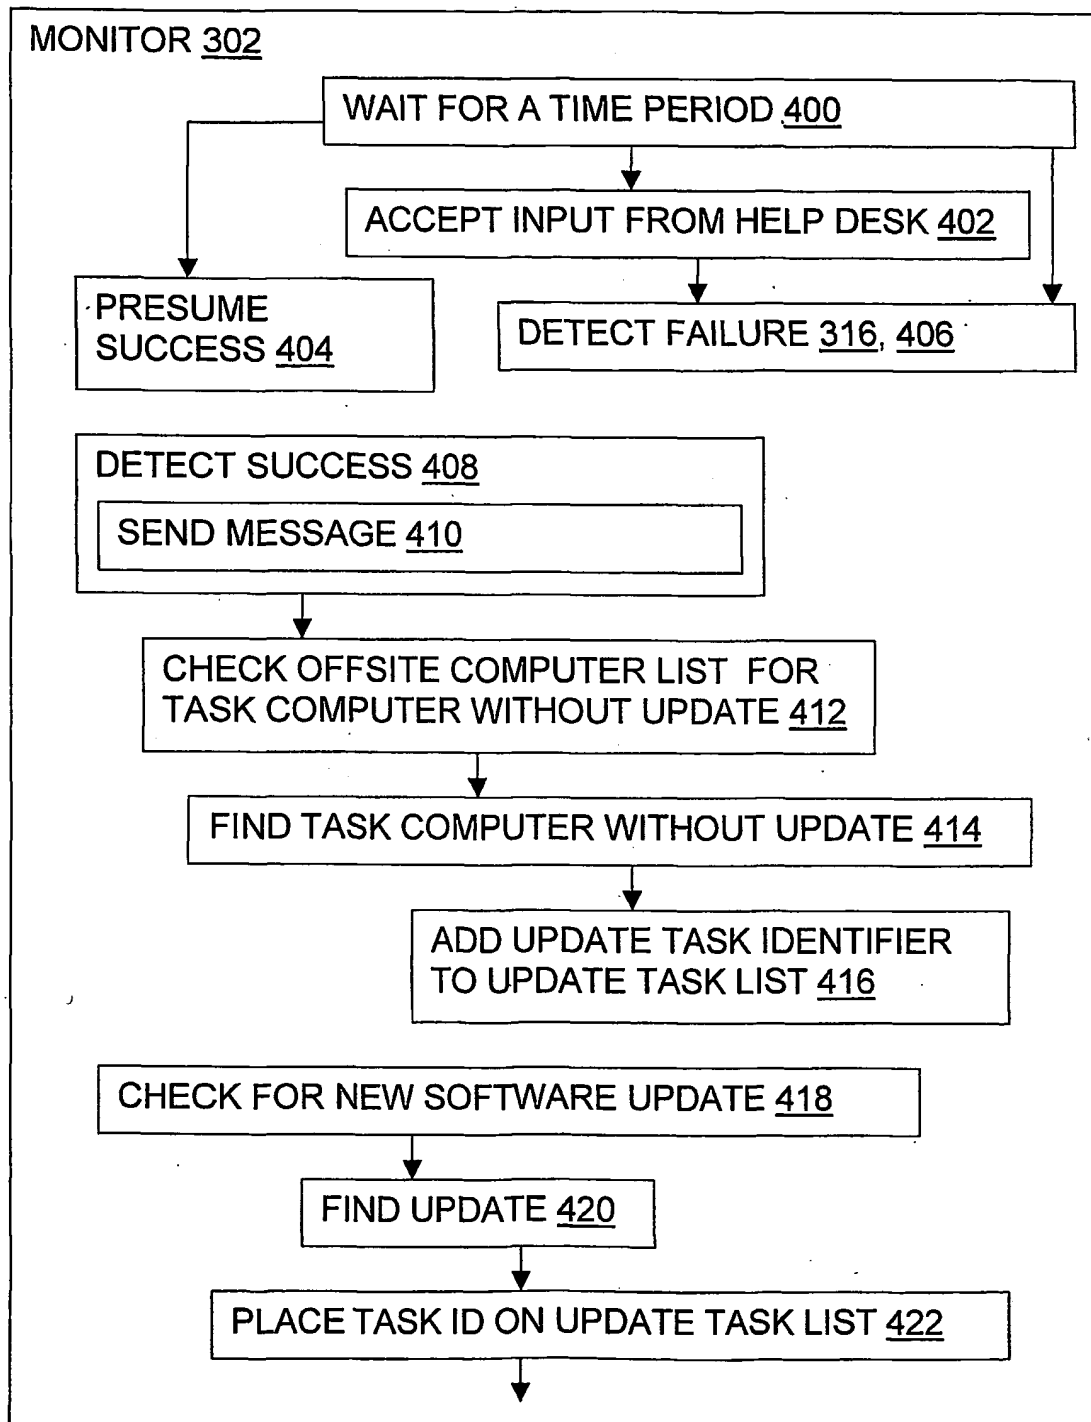 MONITOR 302
WAIT FOR A TIME PERIOD 400
ACCEPT INPUT FROM HELP DESK 402
PRESUME
SUCCESS 404
DETECT FAILURE 316, 406
DETECT SUCCESS 408
SEND MESSAGE 410
CHECK OFFSITE COMPUTER LIST FOR
TASK COMPUTER WITHOUT UPDATE 412
FIND TASK COMPUTER WITHOUT UPDATE 414
ADD UPDATE TASK IDENTIFIER
TO UPDATE TASK LIST 416
CHECK FOR NEW SOFTWARE UPDATE 418
FIND UPDATE 420
PLACE TASK ID ON UPDATE TASK LIST 422